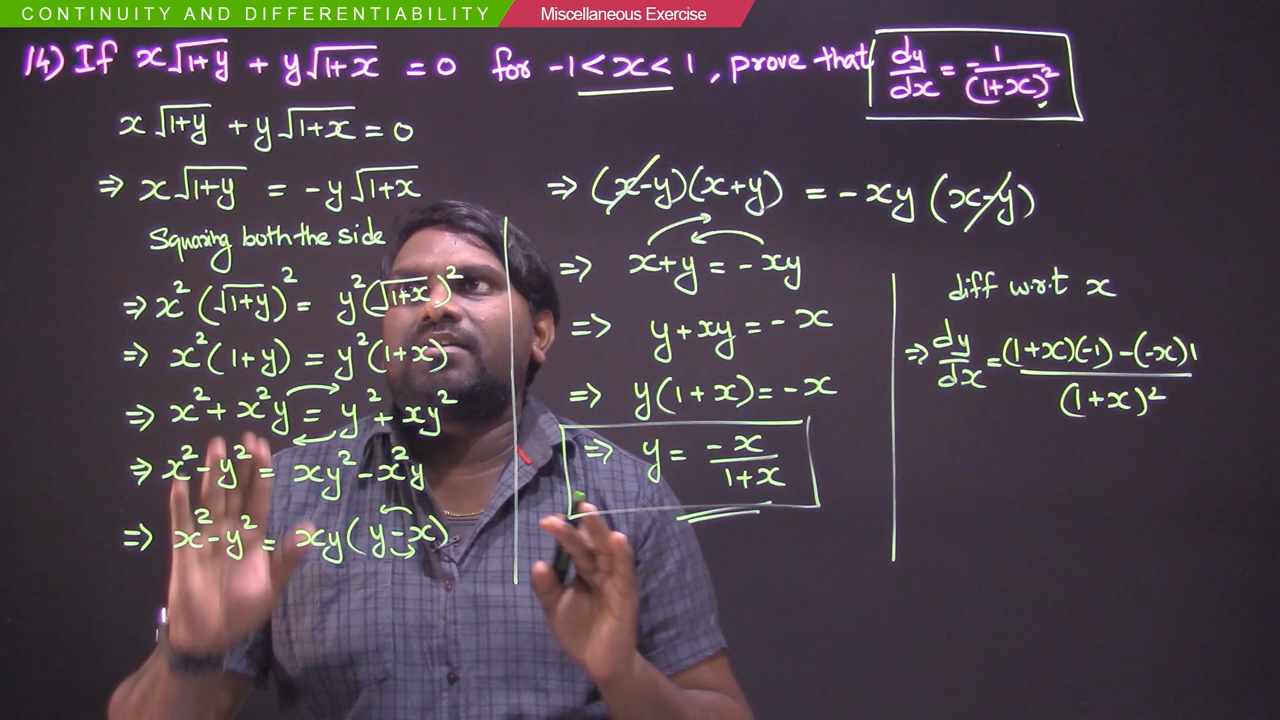 CONTINUITY AND DIFFERENTIABILITY
Miscellaneous Exercise
14) If x√1+y + y√1+x = 0 for -1 < x < 1, prove that dy/dx = -1/(1+x)²
x√1+y + y√1+x = 0
⇒ x√1+y = -y√1+x
Squaring both the side
⇒ x²(√1+y)² = y²(√1+x)²
⇒ x²(1+y) = y²(1+x)
⇒ x² + x²y = y² + xy²
⇒ x² - y² = xy² - x²y
⇒ x² - y² = xy(y - x)
⇒ (x-y)(x+y) = -xy(x-y)
⇒ x+y = -xy
⇒ y+xy = -x
⇒ y(1+x) = -x
⇒ y = -x/1+x
diff w.r.t x
⇒ dy/dx = (1+x)(-1) - (-x)1/(1+x)²